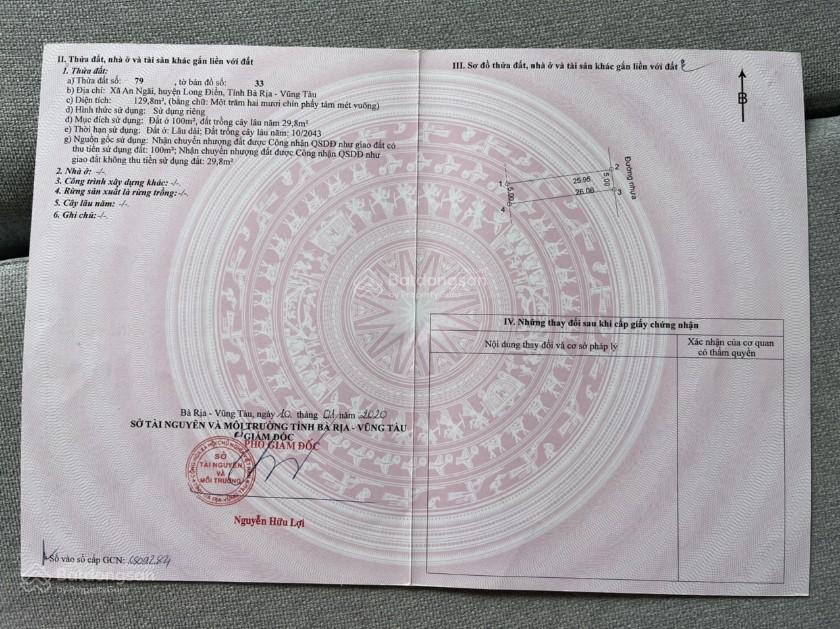 II. Thửa đất, nhà ở và tài sản khác gắn liền với đất
1. Thửa đất:
a) Thửa đất số: 79 , tờ bản đồ số: 33
b) Địa chỉ: Xã An Ngãi, huyện Long Điền, Tỉnh Bà Rịa - Vũng Tàu
c) Diện tích: 129,8m², (bằng chữ: Một trăm hai mươi chín phẩy tám mét vuông)
d) Hình thức sử dụng: Sử dụng riêng
đ) Mục đích sử dụng: Đất ở 100m², đất trồng cây lâu năm 29,8m²
e) Thời hạn sử dụng: Đất ở: Lâu dài; Đất trồng cây lâu năm: 10/2043
g) Nguồn gốc sử dụng: Nhận chuyển nhượng đất được Công nhận QSDĐ như giao đất có
thu tiền sử dụng đất: 100m²; Nhận chuyển nhượng đất được Công nhận QSDĐ như
giao đất không thu tiền sử dụng đất: 29,8m²
2. Nhà ở: -/-
3. Công trình xây dựng khác: -/-
4. Rừng sản xuất là rừng trồng: -/-
5. Cây lâu năm: -/-
6. Ghi chú: -/-
Bà Rịa - Vũng Tàu, ngày 10 tháng 01 năm 2020
SỞ TÀI NGUYÊN VÀ MÔI TRƯỜNG TỈNH BÀ RỊA - VŨNG TÀU
GIÁM ĐỐC
PHÓ GIÁM ĐỐC
SỞ
TÀI NGUYÊN
VÀ
MÔI TRƯỜNG
Nguyễn Hữu Lợi
Số vào sổ cấp GCN:
III. Sơ đồ thửa đất, nhà ở và tài sản khác gắn liền với đất
B
Đường nhựa
1
2
25.95
5.00
5.00
26.06
3
4
IV. Những thay đổi sau khi cấp giấy chứng nhận
Nội dung thay đổi và cơ sở pháp lý
Xác nhận của cơ quan
có thẩm quyền
Batdongsan
by PropertyGuru
Batdongsan